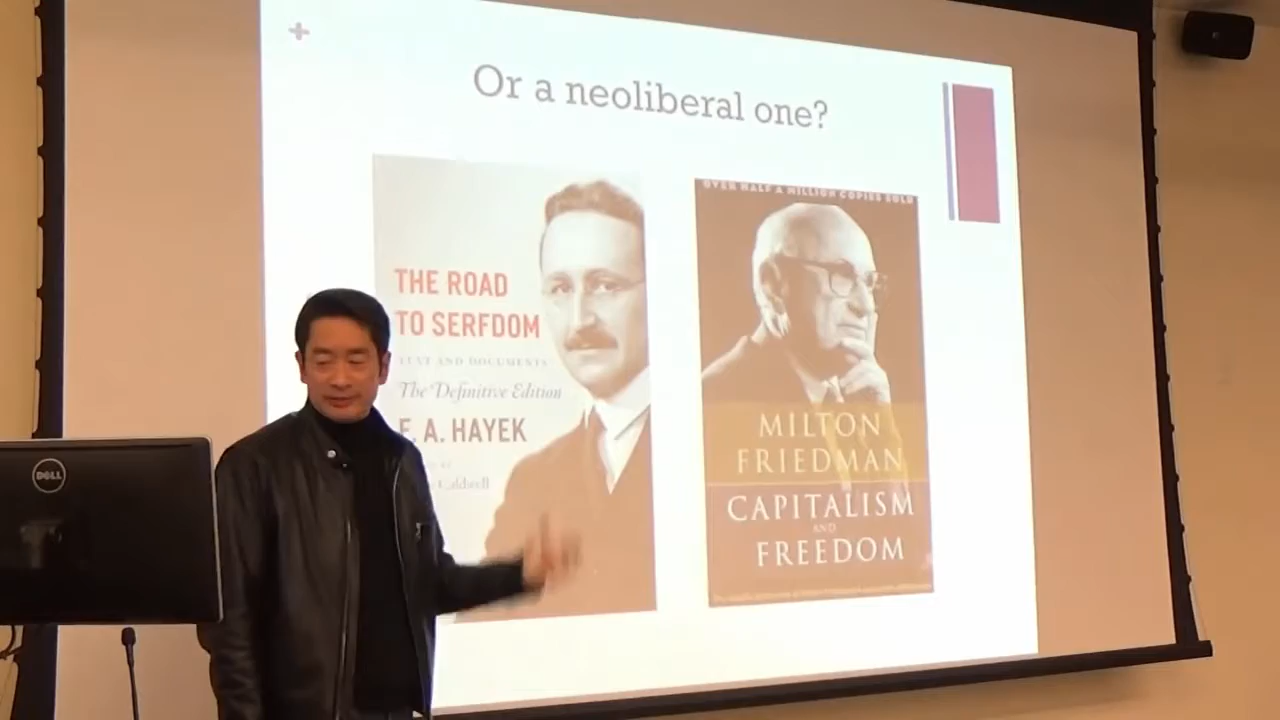 Or a neoliberal one?
THE ROAD
TO SERFDOM
TEXT AND DOCUMENTS
The Definitive Edition
F. A. HAYEK
Caldwell
OVER HALF A MILLION COPIES SOLD
MILTON
FRIEDMAN
CAPITALISM
AND
FREEDOM
DELL